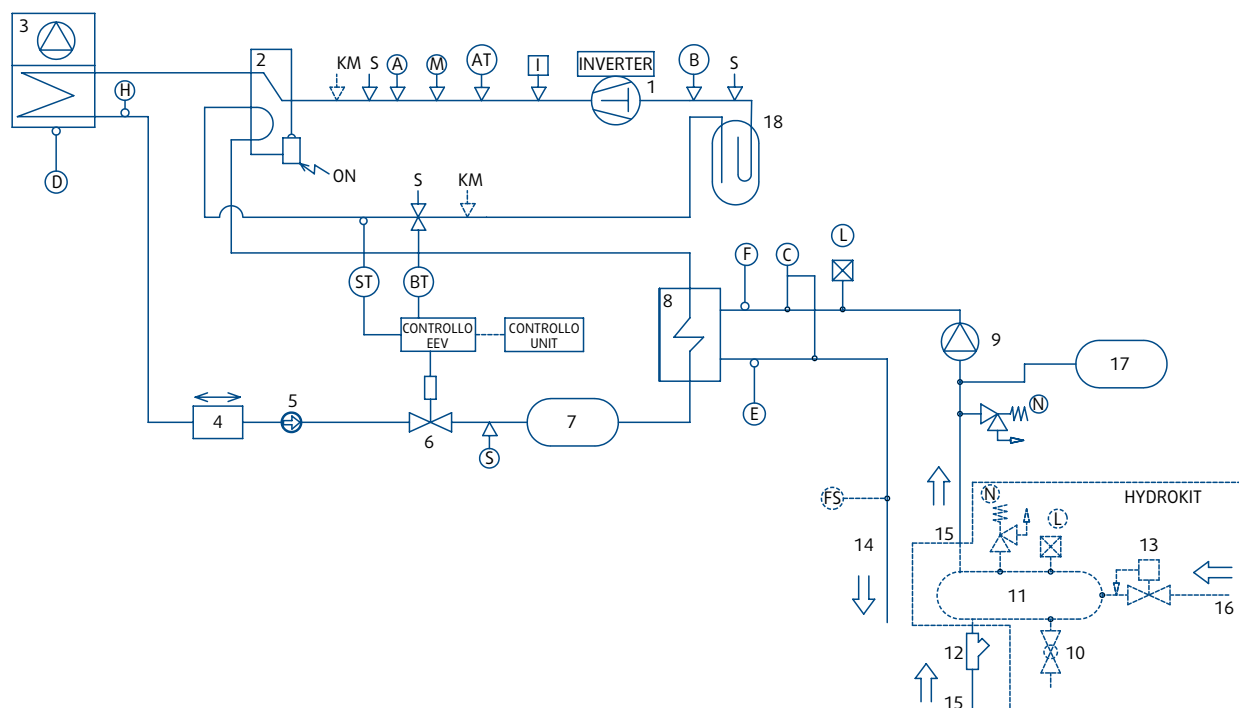 3
2
KM
S
A
M
AT
I
INVERTER
1
B
S
H
18
D
ON
S
KM
L
ST
BT
F
C
8
CONTROLLO
EEV
CONTROLLO
UNIT
9
17
5
4
6
7
S
E
N
FS
N
HYDROKIT
L
14
15
13
11
16
12
10
15